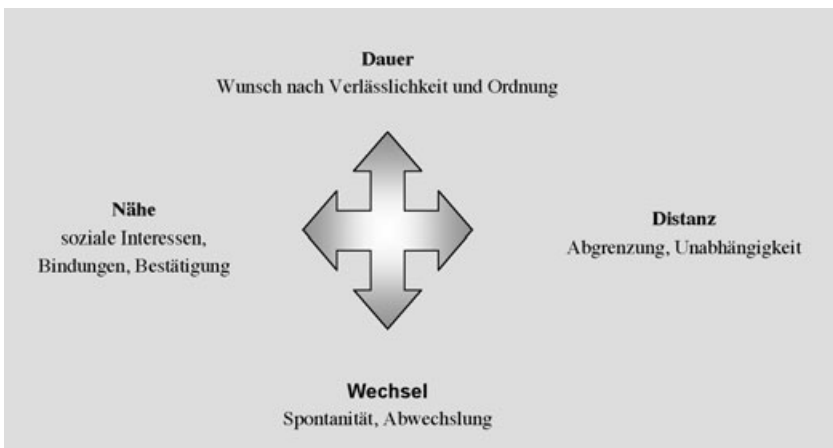 Dauer
Wunsch nach Verlässlichkeit und Ordnung
Nähe
soziale Interessen,
Bindungen, Bestätigung
Distanz
Abgrenzung, Unabhängigkeit
Wechsel
Spontanität, Abwechslung